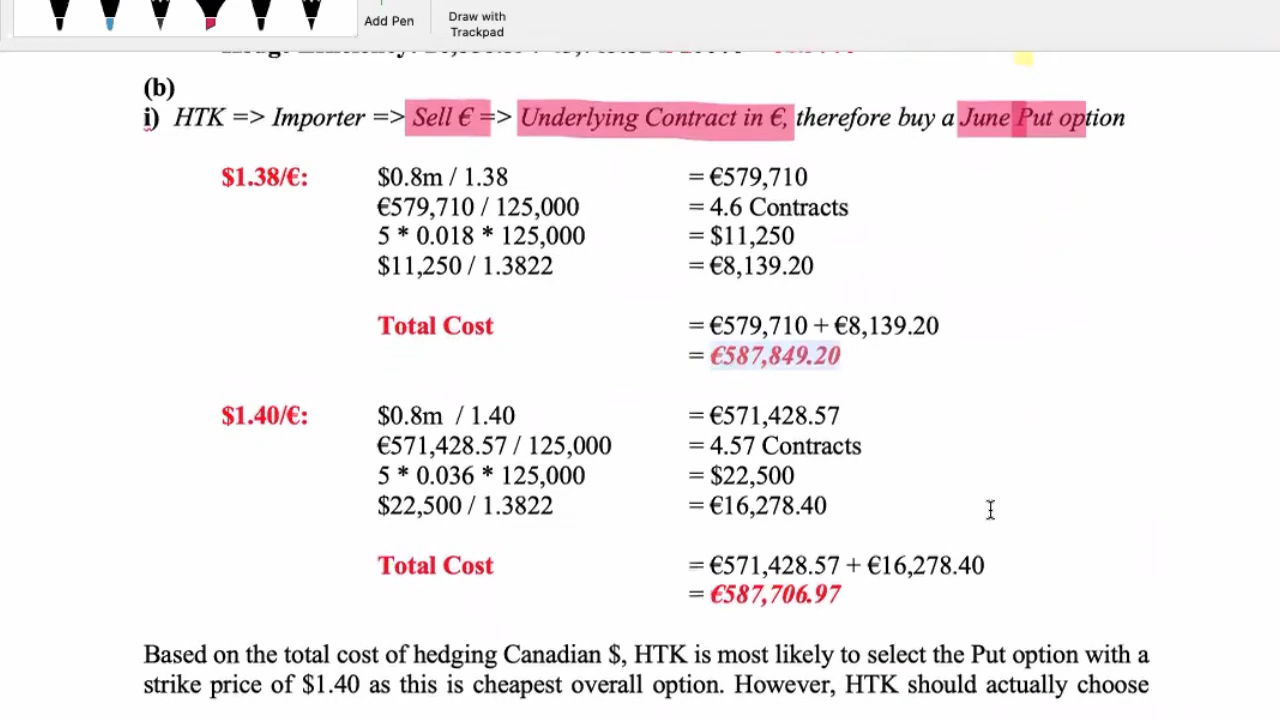 Add Pen
Draw with
Trackpad
(b)
i) HTK => Importer => Sell € => Underlying Contract in €, therefore buy a June Put option
$1.38/€: $0.8m / 1.38 = €579,710
€579,710 / 125,000 = 4.6 Contracts
5 * 0.018 * 125,000 = $11,250
$11,250 / 1.3822 = €8,139.20
Total Cost = €579,710 + €8,139.20
= €587,849.20
$1.40/€: $0.8m / 1.40 = €571,428.57
€571,428.57 / 125,000 = 4.57 Contracts
5 * 0.036 * 125,000 = $22,500
$22,500 / 1.3822 = €16,278.40
Total Cost = €571,428.57 + €16,278.40
= €587,706.97
Based on the total cost of hedging Canadian $, HTK is most likely to select the Put option with a
strike price of $1.40 as this is cheapest overall option. However, HTK should actually choose